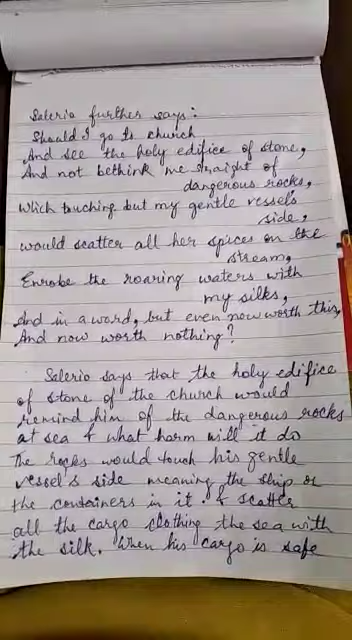 Salerio further says:
Should I go to church
And see the holy edifice of stone,
And not bethink me straight of
dangerous rocks,
Which touching but my gentle vessels
side,
would scatter all her spices on the
stream,
Enrobe the roaring waters with
my silks,
And in a word, but even now worth this,
And now worth nothing?
Salerio says that the holy edifice
of stone of the church would
remind him of the dangerous rocks
at sea & what harm will it do
The rocks would touch his gentle
vessel's side meaning the ship or
the containers in it. & scatter
all the cargo clothing the sea with
the silk. When his cargo is safe